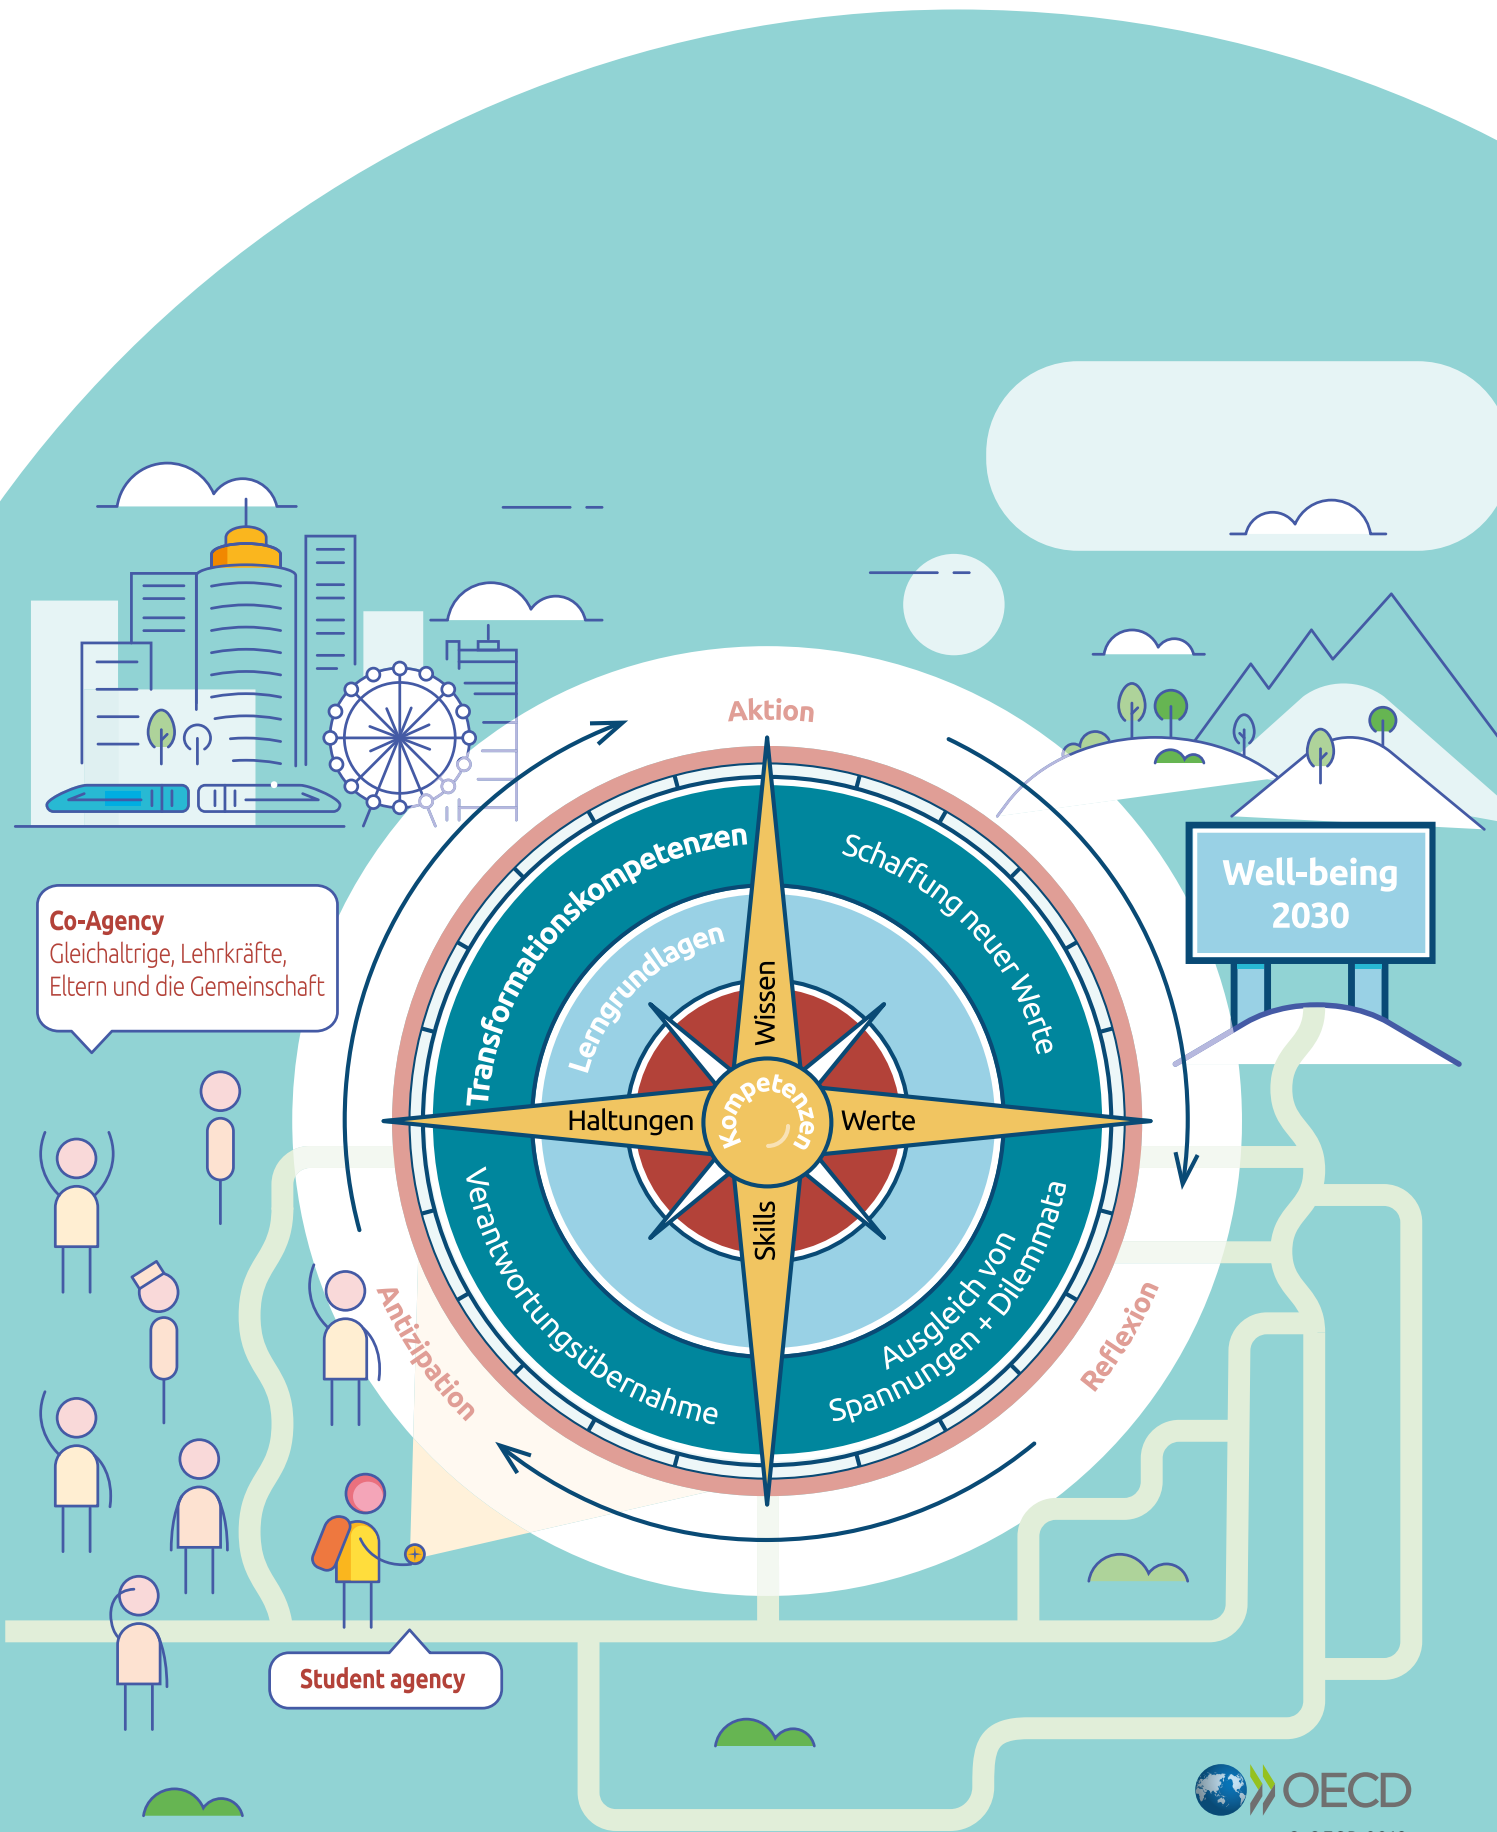 Aktion
Transformationskompetenzen
Schaffung neuer Werte
Well-being
2030
Co-Agency
Gleichaltrige, Lehrkräfte,
Eltern und die Gemeinschaft
Lerngrundlagen
Wissen
Kompetenzen
Haltungen
Werte
Skills
Verantwortungsübernahme
Ausgleich von
Spannungen + Dilemmata
Antizipation
Reflexion
Student agency
OECD